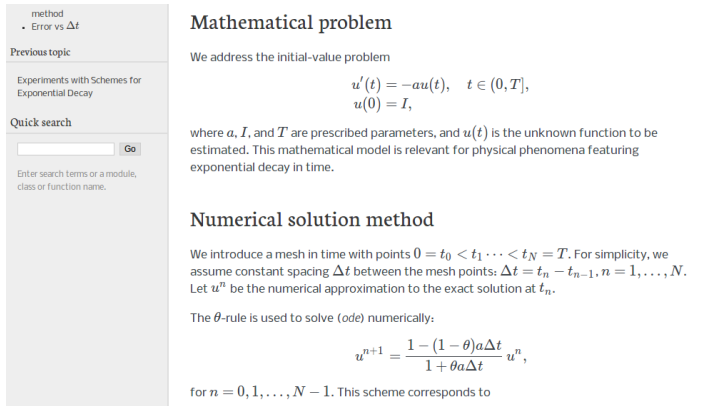 method
• Error vs Δt
Previous topic
Experiments with Schemes for
Exponential Decay
Quick search
Go
Enter search terms or a module,
class or function name.
Mathematical problem
We address the initial-value problem
u′(t) = −au(t), t ∈ (0, T],
u(0) = I,
where a, I, and T are prescribed parameters, and u(t) is the unknown function to be
estimated. This mathematical model is relevant for physical phenomena featuring
exponential decay in time.
Numerical solution method
We introduce a mesh in time with points 0 = t₀ < t₁ ⋯ < t_N = T. For simplicity, we
assume constant spacing Δt between the mesh points: Δt = tₙ − tₙ₋₁, n = 1, …, N.
Let uⁿ be the numerical approximation to the exact solution at tₙ.
The θ-rule is used to solve (ode) numerically:
uⁿ⁺¹ = (1 − (1 − θ)aΔt) / (1 + θaΔt) uⁿ,
for n = 0, 1, …, N − 1. This scheme corresponds to